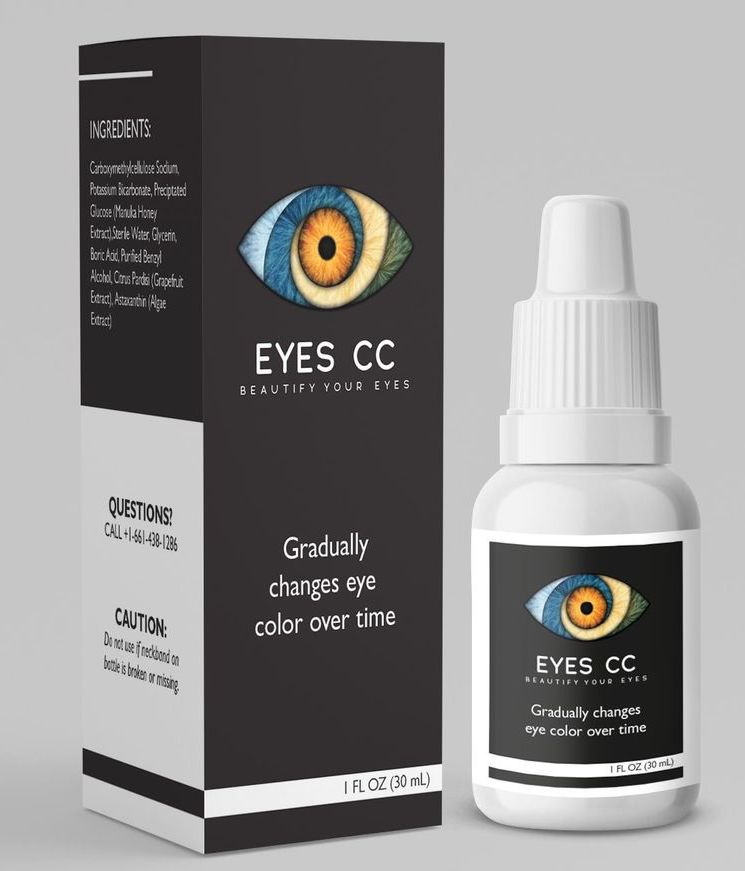 INGREDIENTS:
Carboxymethylcellulose Sodium,
Potassium Bicarbonate, Precipitated
Glucose (Manuka Honey
Extract),Sterile Water, Glycerin,
Boric Acid, Purified Benzyl
Alcohol, Citrus Pardisi (Grapefruit
Extract), Astaxanthin (Algae
Extract)
QUESTIONS?
CALL +1-661-438-1286
CAUTION:
Do not use if neckband on
bottle is broken or missing.
EYES CC
BEAUTIFY YOUR EYES
Gradually
changes eye
color over time
1 FL OZ (30 mL)
EYES CC
BEAUTIFY YOUR EYES
Gradually changes
eye color over time
1 FL OZ (30 mL)